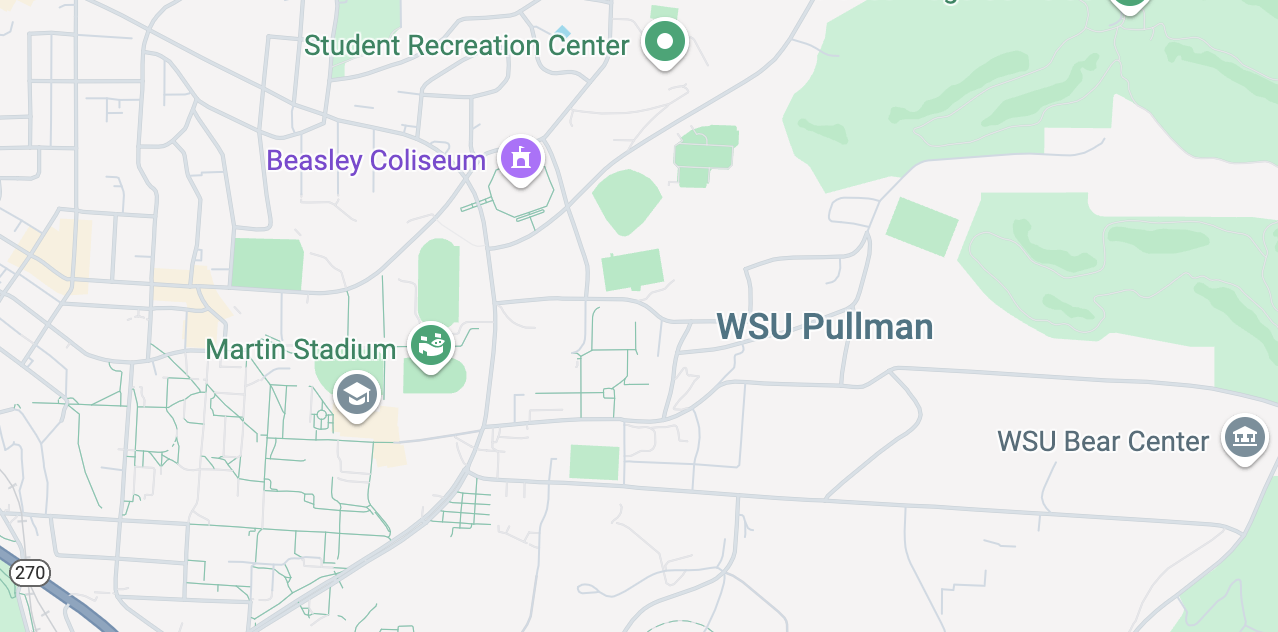 Student Recreation Center
Beasley Coliseum
WSU Pullman
Martin Stadium
WSU Bear Center
270